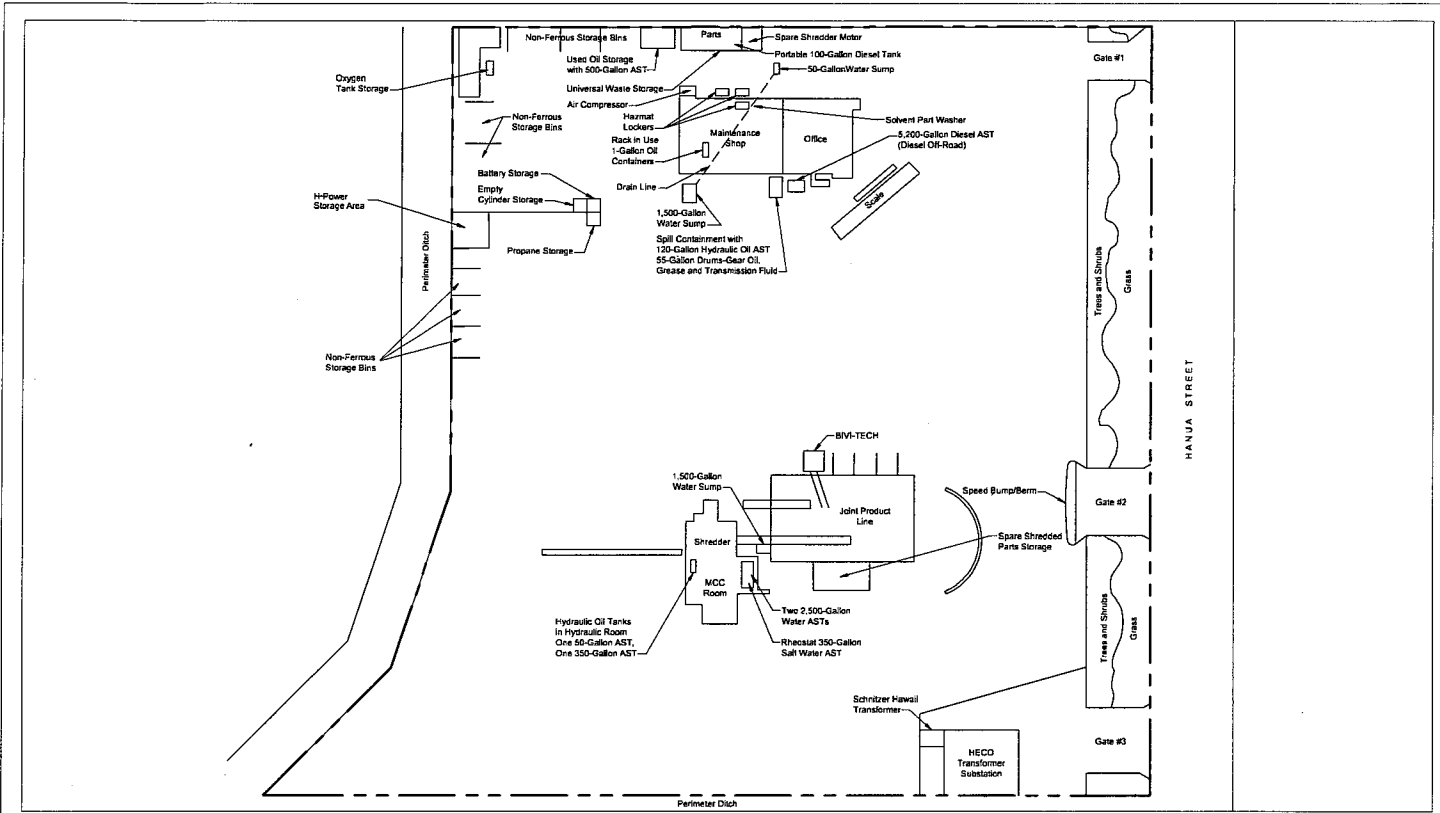 Non-Ferrous Storage Bins
Parts
Spare Shredder Motor
Portable 100-Gallon Diesel Tank
Used Oil Storage
with 500-Gallon AST
50-GallonWater Sump
Gate #1
Oxygen
Tank Storage
Universal Waste Storage
Air Compressor
Hazmat
Lockers
Non-Ferrous
Storage Bins
Solvent Part Washer
Maintenance
Shop
Office
5,200-Gallon Diesel AST
(Diesel Off-Road)
Rack in Use
1-Gallon Oil
Containers
Battery Storage
Empty
Cylinder Storage
Drain Line
H-Power
Storage Area
Scale
1,500-Gallon
Water Sump
Propane Storage
Spill Containment with
120-Gallon Hydraulic Oil AST
55-Gallon Drums-Gear Oil,
Grease and Transmission Fluid
Perimeter Ditch
Trees and Shrubs
Grass
Non-Ferrous
Storage Bins
HANUA STREET
BIVI-TECH
1,500-Gallon
Water Sump
Speed Bump/Berm
Gate #2
Joint Product
Line
Shredder
Spare Shredded
Parts Storage
MCC
Room
Two 2,500-Gallon
Water ASTs
Hydraulic Oil Tanks
In Hydraulic Room
One 50-Gallon AST,
One 350-Gallon AST
Rheostat 350-Gallon
Salt Water AST
Trees and Shrubs
Grass
Schnitzer Hawaii
Transformer
Gate #3
HECO
Transformer
Substation
Perimeter Ditch